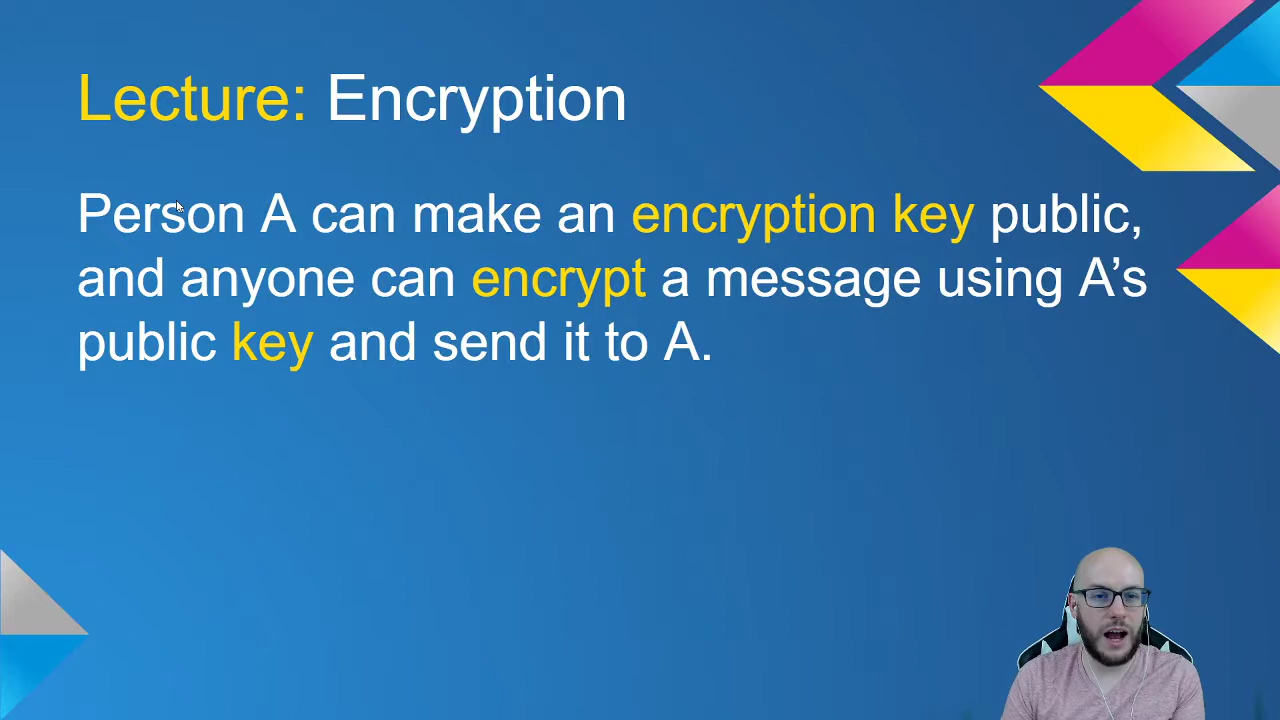 Lecture: Encryption
Person A can make an encryption key public,
and anyone can encrypt a message using A’s
public key and send it to A.